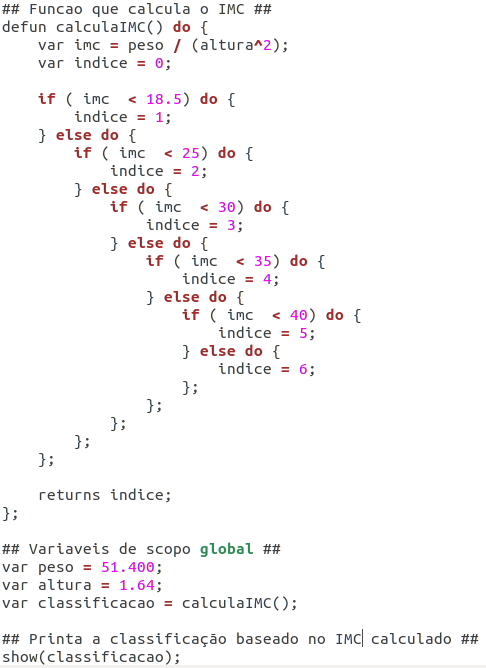 ## Funcao que calcula o IMC ##
defun calculaIMC() do {
    var imc = peso / (altura^2);
    var indice = 0;

    if ( imc  < 18.5) do {
        indice = 1;
    } else do {
        if ( imc  < 25) do {
            indice = 2;
        } else do {
            if ( imc  < 30) do {
                indice = 3;
            } else do {
                if ( imc  < 35) do {
                    indice = 4;
                } else do {
                    if ( imc  < 40) do {
                        indice = 5;
                    } else do {
                        indice = 6;
                    };
                };
            };
        };
    };

    returns indice;
};

## Variaveis de scopo global ##
var peso = 51.400;
var altura = 1.64;
var classificacao = calculaIMC();

## Printa a classificação baseado no IMC calculado ##
show(classificacao);